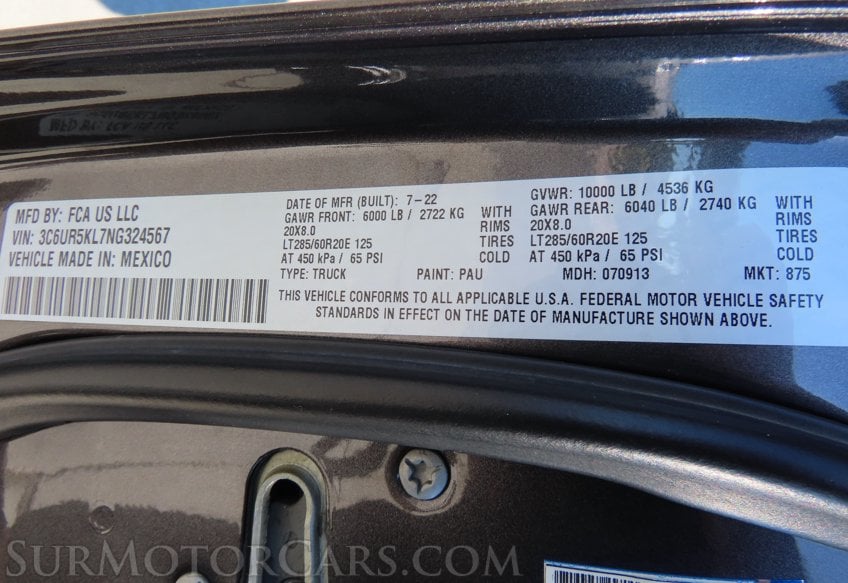 MFD BY: FCA US LLC
VIN: 3C6UR5KL7NG324567
VEHICLE MADE IN: MEXICO
DATE OF MFR (BUILT): 7-22
GAWR FRONT: 6000 LB / 2722 KG WITH
20X8.0 RIMS
LT285/60R20E 125 TIRES
AT 450 kPa / 65 PSI COLD
TYPE: TRUCK PAINT: PAU
GVWR: 10000 LB / 4536 KG
GAWR REAR: 6040 LB / 2740 KG WITH
20X8.0 RIMS
LT285/60R20E 125 TIRES
AT 450 kPa / 65 PSI COLD
MDH: 070913 MKT: 875
THIS VEHICLE CONFORMS TO ALL APPLICABLE U.S.A. FEDERAL MOTOR VEHICLE SAFETY
STANDARDS IN EFFECT ON THE DATE OF MANUFACTURE SHOWN ABOVE.
SurMotorCars.com